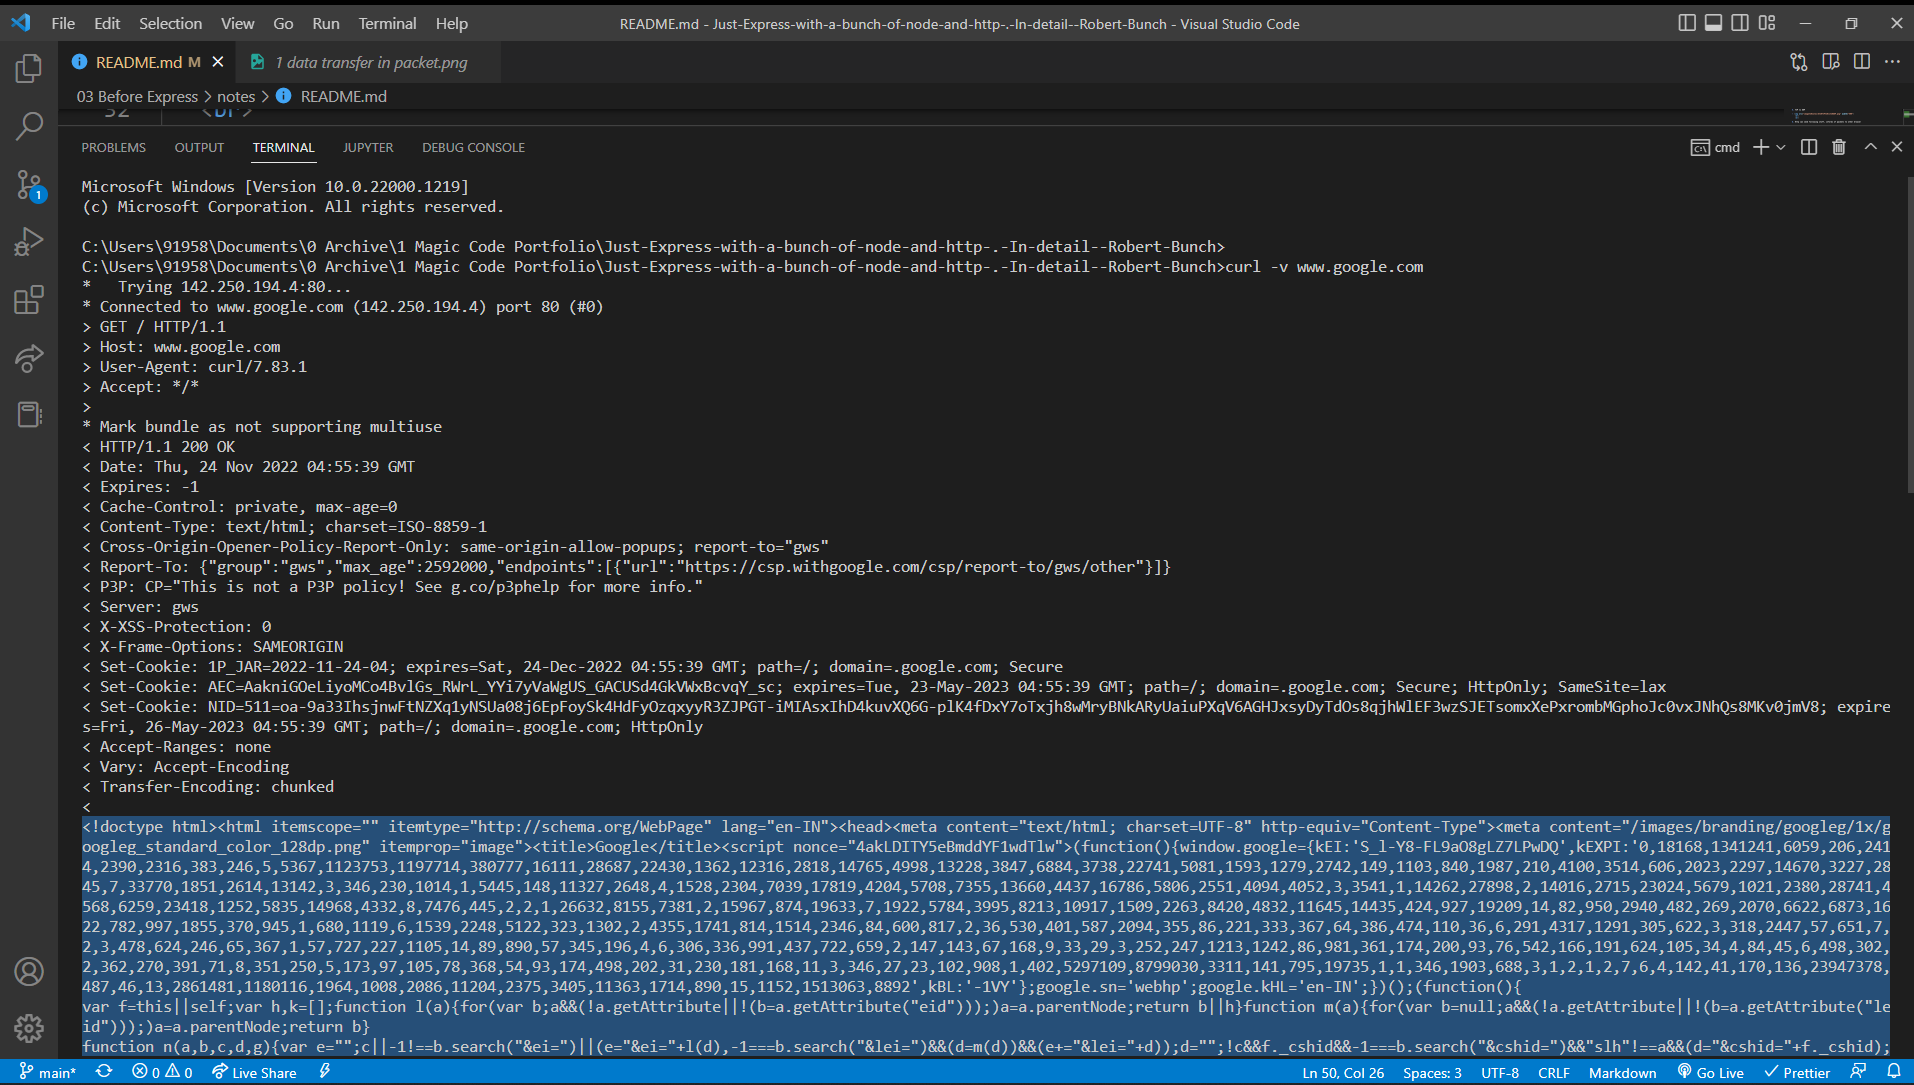 File Edit Selection View Go Run Terminal Help
README.md - Just-Express-with-a-bunch-of-node-and-http-.-In-detail--Robert-Bunch - Visual Studio Code
README.md M
1 data transfer in packet.png
03 Before Express > notes > README.md
PROBLEMS OUTPUT TERMINAL JUPYTER DEBUG CONSOLE
cmd
Microsoft Windows [Version 10.0.22000.1219]
(c) Microsoft Corporation. All rights reserved.
C:\Users\91958\Documents\0 Archive\1 Magic Code Portfolio\Just-Express-with-a-bunch-of-node-and-http-.-In-detail--Robert-Bunch>
C:\Users\91958\Documents\0 Archive\1 Magic Code Portfolio\Just-Express-with-a-bunch-of-node-and-http-.-In-detail--Robert-Bunch>curl -v www.google.com
*   Trying 142.250.194.4:80...
* Connected to www.google.com (142.250.194.4) port 80 (#0)
> GET / HTTP/1.1
> Host: www.google.com
> User-Agent: curl/7.83.1
> Accept: */*
>
* Mark bundle as not supporting multiuse
< HTTP/1.1 200 OK
< Date: Thu, 24 Nov 2022 04:55:39 GMT
< Expires: -1
< Cache-Control: private, max-age=0
< Content-Type: text/html; charset=ISO-8859-1
< Cross-Origin-Opener-Policy-Report-Only: same-origin-allow-popups; report-to="gws"
< Report-To: {"group":"gws","max_age":2592000,"endpoints":[{"url":"https://csp.withgoogle.com/csp/report-to/gws/other"}]}
< P3P: CP="This is not a P3P policy! See g.co/p3phelp for more info."
< Server: gws
< X-XSS-Protection: 0
< X-Frame-Options: SAMEORIGIN
< Set-Cookie: 1P_JAR=2022-11-24-04; expires=Sat, 24-Dec-2022 04:55:39 GMT; path=/; domain=.google.com; Secure
< Set-Cookie: AEC=AakniGOeLiyoMCo4BvlGs_RWrL_YYi7yVaWgUS_GACUSd4GkVWxBcvqY_sc; expires=Tue, 23-May-2023 04:55:39 GMT; path=/; domain=.google.com; Secure; HttpOnly; SameSite=lax
< Set-Cookie: NID=511=oa-9a33IhsjnwFtNZXq1yNSUa08j6EpFoySk4HdFyOzqxyyR3ZJPGT-iMIAsxIhD4kuvXQ6G-plK4fDxY7oTxjh8wMryBNkARyUaiuPXqV6AGHJxsyDyTdOs8qjhWlEF3wzSJETsomxXePxrombMGphoJc0vxJNhQs8MKv0jmV8; expire
s=Fri, 26-May-2023 04:55:39 GMT; path=/; domain=.google.com; HttpOnly
< Accept-Ranges: none
< Vary: Accept-Encoding
< Transfer-Encoding: chunked
<
<!doctype html><html itemscope="" itemtype="http://schema.org/WebPage" lang="en-IN"><head><meta content="text/html; charset=UTF-8" http-equiv="Content-Type"><meta content="/images/branding/googleg/1x/g
oogleg_standard_color_128dp.png" itemprop="image"><title>Google</title><script nonce="4akLDITY5eBmddYF1wdTlw">(function(){window.google={kEI:'S_l-Y8-FL9aO8gLZ7LPwDQ',kEXPI:'0,18168,1341241,6059,206,241
4,2390,2316,383,246,5,5367,1123753,1197714,380777,16111,28687,22430,1362,12316,2818,14765,4998,13228,3847,6884,3738,22741,5081,1593,1279,2742,149,1103,840,1987,210,4100,3514,606,2023,2297,14670,3227,28
45,7,33770,1851,2614,13142,3,346,230,1014,1,5445,148,11327,2648,4,1528,2304,7039,17819,4204,5708,7355,13660,4437,16786,5806,2551,4094,4052,3,3541,1,14262,27898,2,14016,2715,23024,5679,1021,2380,28741,4
568,6259,23418,1252,5835,14968,4332,8,7476,445,2,2,1,26632,8155,7381,2,15967,874,19633,7,1922,5784,3995,8213,10917,1509,2263,8420,4832,11645,14435,424,927,19209,14,82,950,2940,482,269,2070,6622,6873,16
22,782,997,1855,370,945,1,680,1119,6,1539,2248,5122,323,1302,2,4355,1741,814,1514,2346,84,600,817,2,36,530,401,587,2094,355,86,221,333,367,64,386,474,110,36,6,291,4317,1291,305,622,3,318,2447,57,651,7,
2,3,478,624,246,65,367,1,57,727,227,1105,14,89,890,57,345,196,4,6,306,336,991,437,722,659,2,147,143,67,168,9,33,29,3,252,247,1213,1242,86,981,361,174,200,93,76,542,166,191,624,105,34,4,84,45,6,498,302,
2,362,270,391,71,8,351,250,5,173,97,105,78,368,54,93,174,498,202,31,230,181,168,11,3,346,27,23,102,908,1,402,5297109,8799030,3311,141,795,19735,1,1,346,1903,688,3,1,2,1,2,7,6,4,142,41,170,136,23947378,
487,46,13,2861481,1180116,1964,1008,2086,11204,2375,3405,11363,1714,890,15,1152,1513063,8892',kBL:'-1VY'};google.sn='webhp';google.kHL='en-IN';})();(function(){
var f=this||self;var h,k=[];function l(a){for(var b;a&&(!a.getAttribute||!(b=a.getAttribute("eid")));)a=a.parentNode;return b||h}function m(a){for(var b=null;a&&(!a.getAttribute||!(b=a.getAttribute("le
id")));)a=a.parentNode;return b}
function n(a,b,c,d,g){var e="";c||-1!==b.search("&ei=")||(e="&ei="+l(d),-1===b.search("&lei=")&&(d=m(d))&&(e+="&lei="+d));d="";!c&&f._cshid&&-1===b.search("&cshid=")&&"slh"!==a&&(d="&cshid="+f._cshid);
main* 0 0 Live Share Ln 50, Col 26 Spaces: 3 UTF-8 CRLF Markdown Go Live Prettier